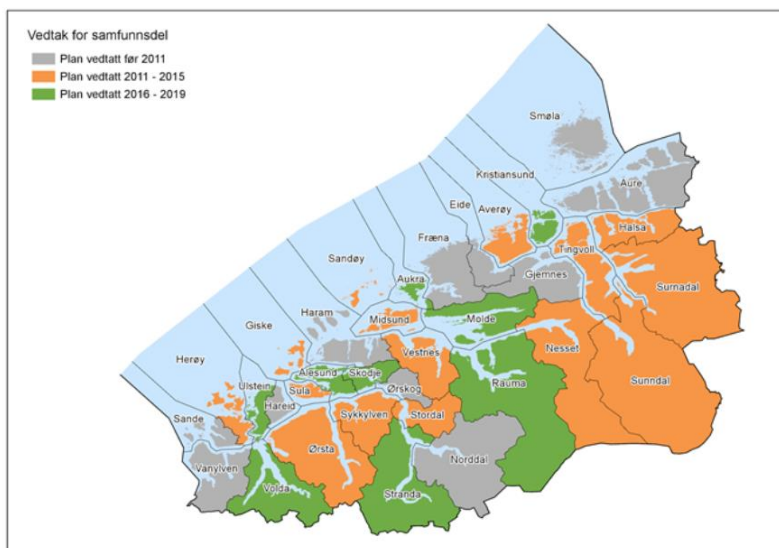 Vedtak for samfunnsdel
Plan vedtatt før 2011
Plan vedtatt 2011 - 2015
Plan vedtatt 2016 - 2019
Smøla
Kristiansund
Aure
Eide
Averøy
Halsa
Fræna
Tingvoll
Sandøy
Gjemnes
Aukra
Surnadal
Haram
Midsund
Molde
Giske
Nesset
Vestnes
Herøy
Ålesund
Skodje
Rauma
Sunndal
Ulstein
Sula
Ørskog
Hareid
Sande
Sykkylven
Stordal
Ørsta
Norddal
Vanylven
Volda
Stranda